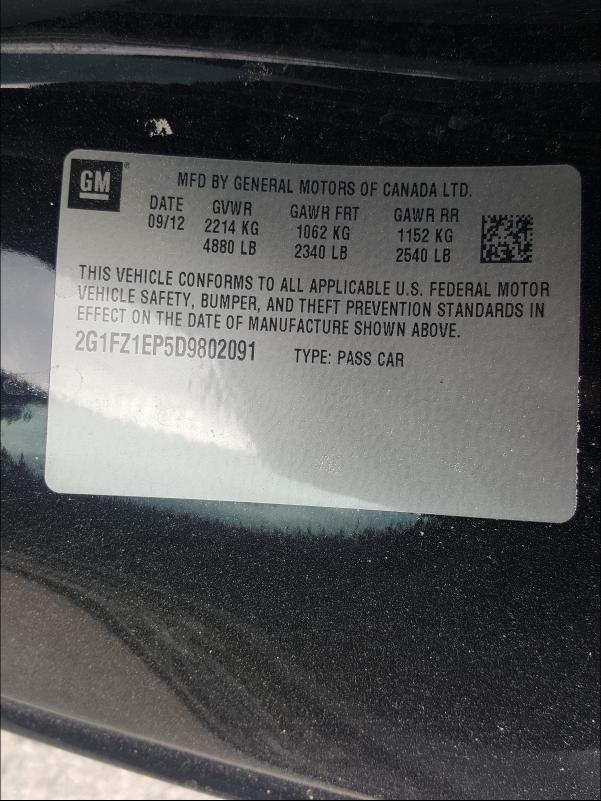 GM®
MFD BY GENERAL MOTORS OF CANADA LTD.
DATE GVWR GAWR FRT GAWR RR
09/12 2214 KG 1062 KG 1152 KG
4880 LB 2340 LB 2540 LB
THIS VEHICLE CONFORMS TO ALL APPLICABLE U.S. FEDERAL MOTOR
VEHICLE SAFETY, BUMPER, AND THEFT PREVENTION STANDARDS IN
EFFECT ON THE DATE OF MANUFACTURE SHOWN ABOVE.
2G1FZ1EP5D9802091 TYPE: PASS CAR